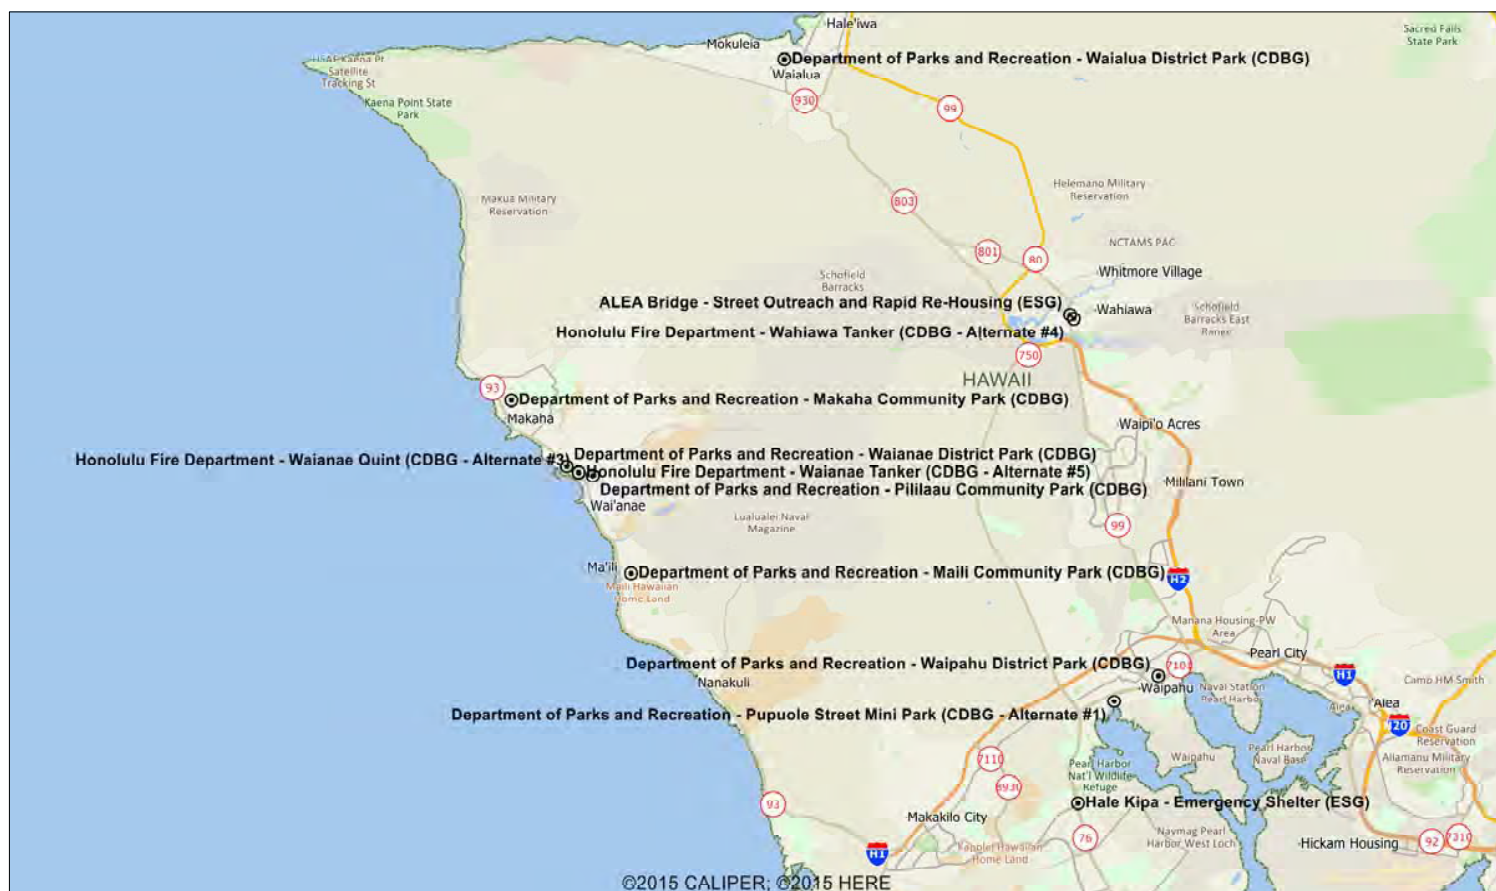 Hale'iwa
Mokuleia
Sacred Falls
State Park
Department of Parks and Recreation - Waialua District Park (CDBG)
Waialua
USAF Kaena Pt
Satellite
Tracking St
Kaena Point State
Park
930
99
Helemano Military
Reservation
Makua Military
Reservation
803
801
80
NCTAMS PAC
Schofield
Barracks
Whitmore Village
ALEA Bridge - Street Outreach and Rapid Re-Housing (ESG)
Wahiawa
Schofield
Barracks East
Range
Honolulu Fire Department - Wahiawa Tanker (CDBG - Alternate #4)
750
HAWAII
93
Department of Parks and Recreation - Makaha Community Park (CDBG)
Makaha
Waipi'o Acres
Department of Parks and Recreation - Waianae District Park (CDBG)
Honolulu Fire Department - Waianae Quint (CDBG - Alternate #3)
Honolulu Fire Department - Waianae Tanker (CDBG - Alternate #5)
Mililani Town
Department of Parks and Recreation - Pililaau Community Park (CDBG)
Wai'anae
Lualualei Naval
Magazine
99
Ma'ili
Department of Parks and Recreation - Maili Community Park (CDBG)
H2
Maili Hawaiian
Home Land
Manana Housing-PW
Area
Pearl City
Department of Parks and Recreation - Waipahu District Park (CDBG)
7101
H1
Camp HM Smith
Nanakuli
Waipahu
Naval Station
Pearl Harbor
Aiea
'Aiea
Department of Parks and Recreation - Pupuole Street Mini Park (CDBG - Alternate #1)
Coast Guard
Reservation
Waipahu
Pearl Harbor
Naval Base
Aliamanu Military
Reservation
7110
Pearl Harbor
Nat'l Wildlife
Refuge
8930
93
Hale Kipa - Emergency Shelter (ESG)
Makakilo City
76
Navmag Pearl
Harbor West Loch
Hickam Housing
92
7310
H1
Kapolei Hawaiian
Home Land
©2015 CALIPER; ©2015 HERE